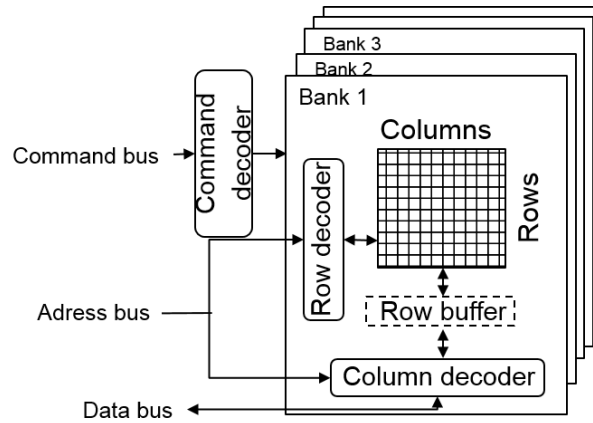 Bank 3
Bank 2
Bank 1
Command
decoder
Columns
Command bus
Row decoder
Rows
Adress bus
Row buffer
Column decoder
Data bus